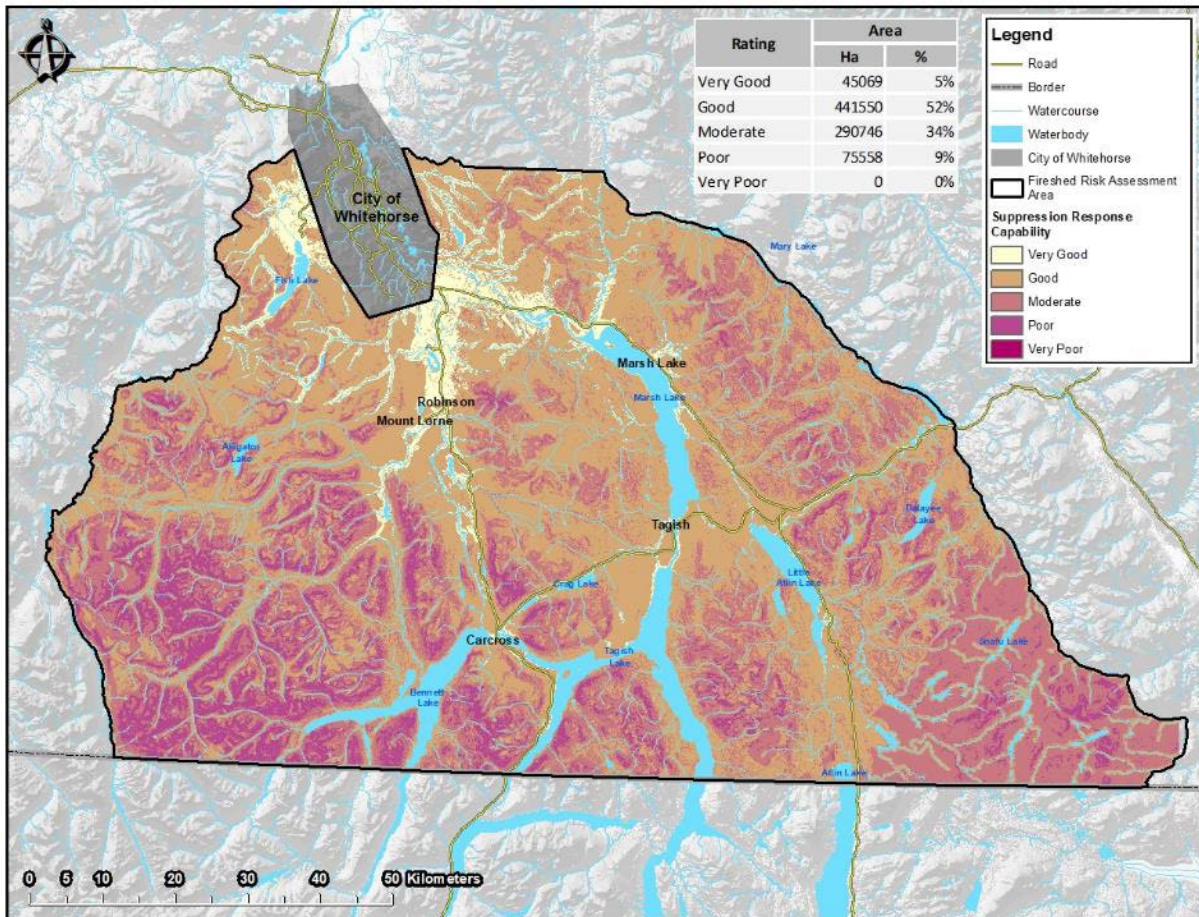 Rating
Area
Ha
%
Very Good 45069 5%
Good 441550 52%
Moderate 290746 34%
Poor 75558 9%
Very Poor 0 0%
Legend
Road
Border
Watercourse
Waterbody
City of Whitehorse
Fireshed Risk Assessment
Area
Suppression Response
Capability
Very Good
Good
Moderate
Poor
Very Poor
City of
Whitehorse
Mary Lake
Fish Lake
Marsh Lake
Marsh Lake
Robinson
Mount Lorne
Alligator
Lake
Tagish
Dalayee
Lake
Crag Lake
Little
Atlin Lake
Carcross
Snafu Lake
Tagish
Lake
Bennett
Lake
Atlin Lake
0 5 10 20 30 40 50 Kilometers